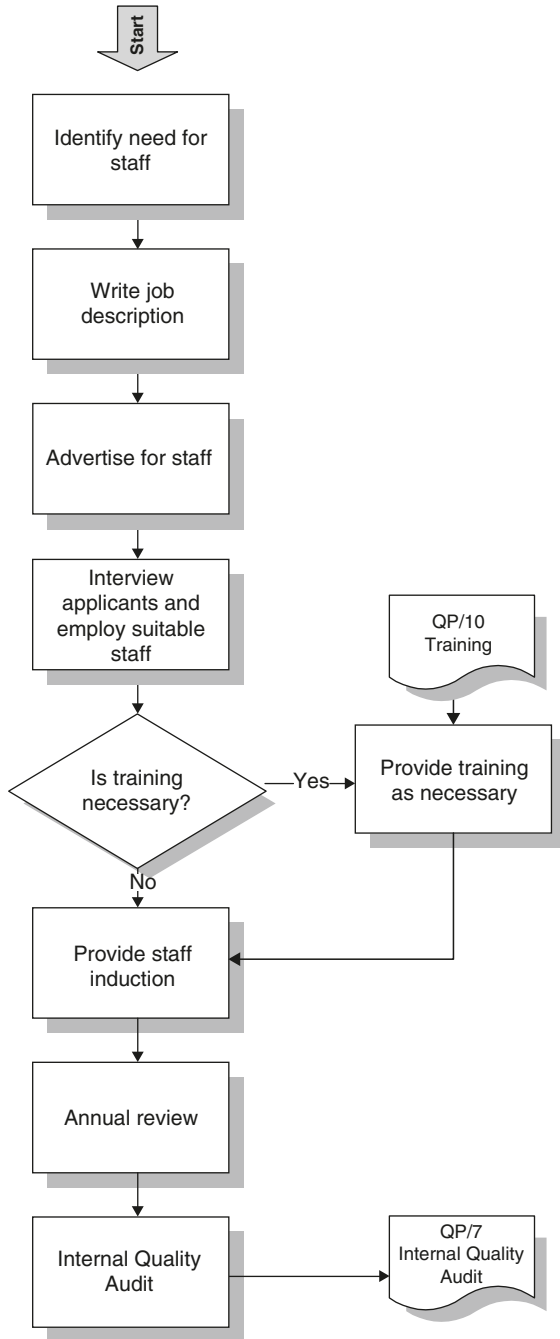 Start
Identify need for
staff
Write job
description
Advertise for staff
Interview
applicants and
employ suitable
staff
QP/10
Training
Is training
necessary?
Yes
Provide training
as necessary
No
Provide staff
induction
Annual review
Internal Quality
Audit
QP/7
Internal Quality
Audit